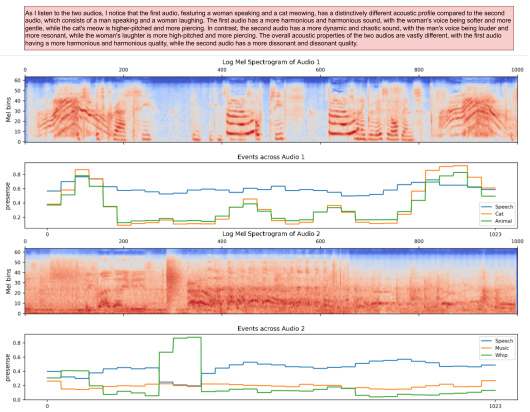 As I listen to the two audios, I notice that the first audio, featuring a woman speaking and a cat meowing, has a distinctly different acoustic profile compared to the second
audio, which consists of a man speaking and a woman laughing. The first audio has a more harmonious and harmonious sound, with the woman's voice being softer and more
gentle, while the cat's meow is higher-pitched and more piercing. In contrast, the second audio has a more dynamic and chaotic sound, with the man's voice being louder and
more resonant, while the woman's laughter is more high-pitched and more piercing. The overall acoustic properties of the two audios are vastly different, with the first audio
having a more harmonious and harmonious quality, while the second audio has a more dissonant and dissonant quality.
Log Mel Spectrogram of Audio 1
0 200 400 600 800 1000
Mel bins
60
50
40
30
20
10
0
Events across Audio 1
presense
0.8
0.6
0.4
0.2
Speech
Cat
Animal
0 1023
Log Mel Spectrogram of Audio 2
0 200 400 600 800 1000
Mel bins
60
50
40
30
20
10
0
Events across Audio 2
presense
0.8
0.6
0.4
0.2
0.0
Speech
Music
Whip
0 1023